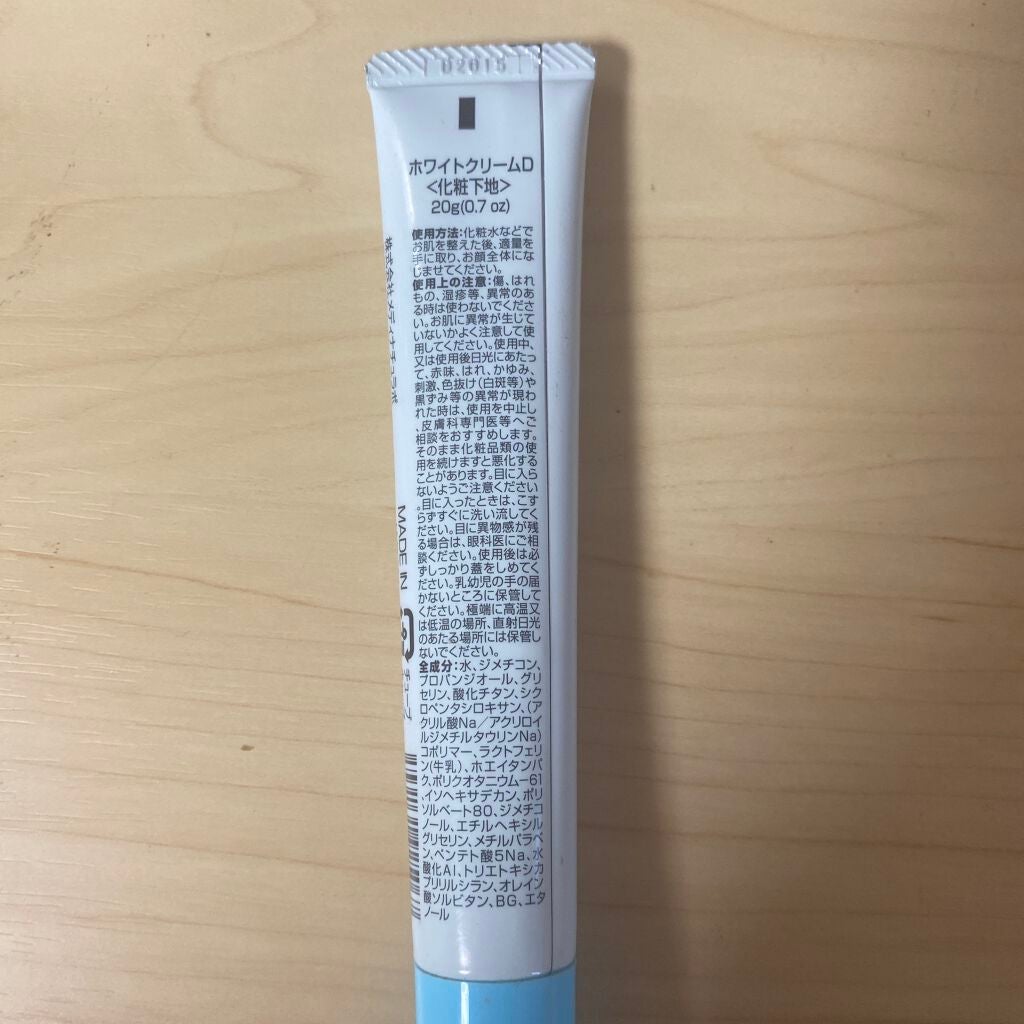 02015
ホワイトクリームD
<化粧下地>
20g(0.7 oz)
使用方法:化粧水などで
お肌を整えた後、適量を
手に取り、お顔全体にな
じませてください。
使用上の注意:傷、はれ
もの、湿疹等、異常のあ
る時は使わないでくださ
い。お肌に異常が生じて
いないかよく注意して使
用してください。使用中、
又は使用後日光にあたっ
て、赤味、はれ、かゆみ、
刺激、色抜け(白斑等)や
黒ずみ等の異常が現わ
れた時は、使用を中止し
、皮膚科専門医等へご
相談をおすすめします。
そのまま化粧品類の使
用を続けますと悪化する
ことがあります。目に入ら
ないようご注意ください
。目に入ったときは、こす
らずすぐに洗い流してく
ださい。目に異物感が残
る場合は、眼科医にご相
談ください。使用後は必
ずしっかり蓋をしめてく
ださい。乳幼児の手の届
かないところに保管して
ください。極端に高温又
は低温の場所、直射日光
のあたる場所には保管し
ないでください。
全成分:水、ジメチコン、
プロパンジオール、グリ
セリン、酸化チタン、シク
ロペンタシロキサン、(ア
クリル酸Na/アクリロイ
ルジメチルタウリンNa)
コポリマー、ラクトフェリ
ン(牛乳)、ホエイタンパ
ク、ポリクオタニウム-61
、イソヘキサデカン、ポリ
ソルベート80、ジメチコ
ノール、エチルヘキシル
グリセリン、メチルパラベ
ン、ペンテト酸5Na、水
酸化Al、トリエトキシカ
プリリルシラン、オレイン
酸ソルビタン、BG、エタ
ノール
株式会社メディナチュラボ
MADE IN
チューブ